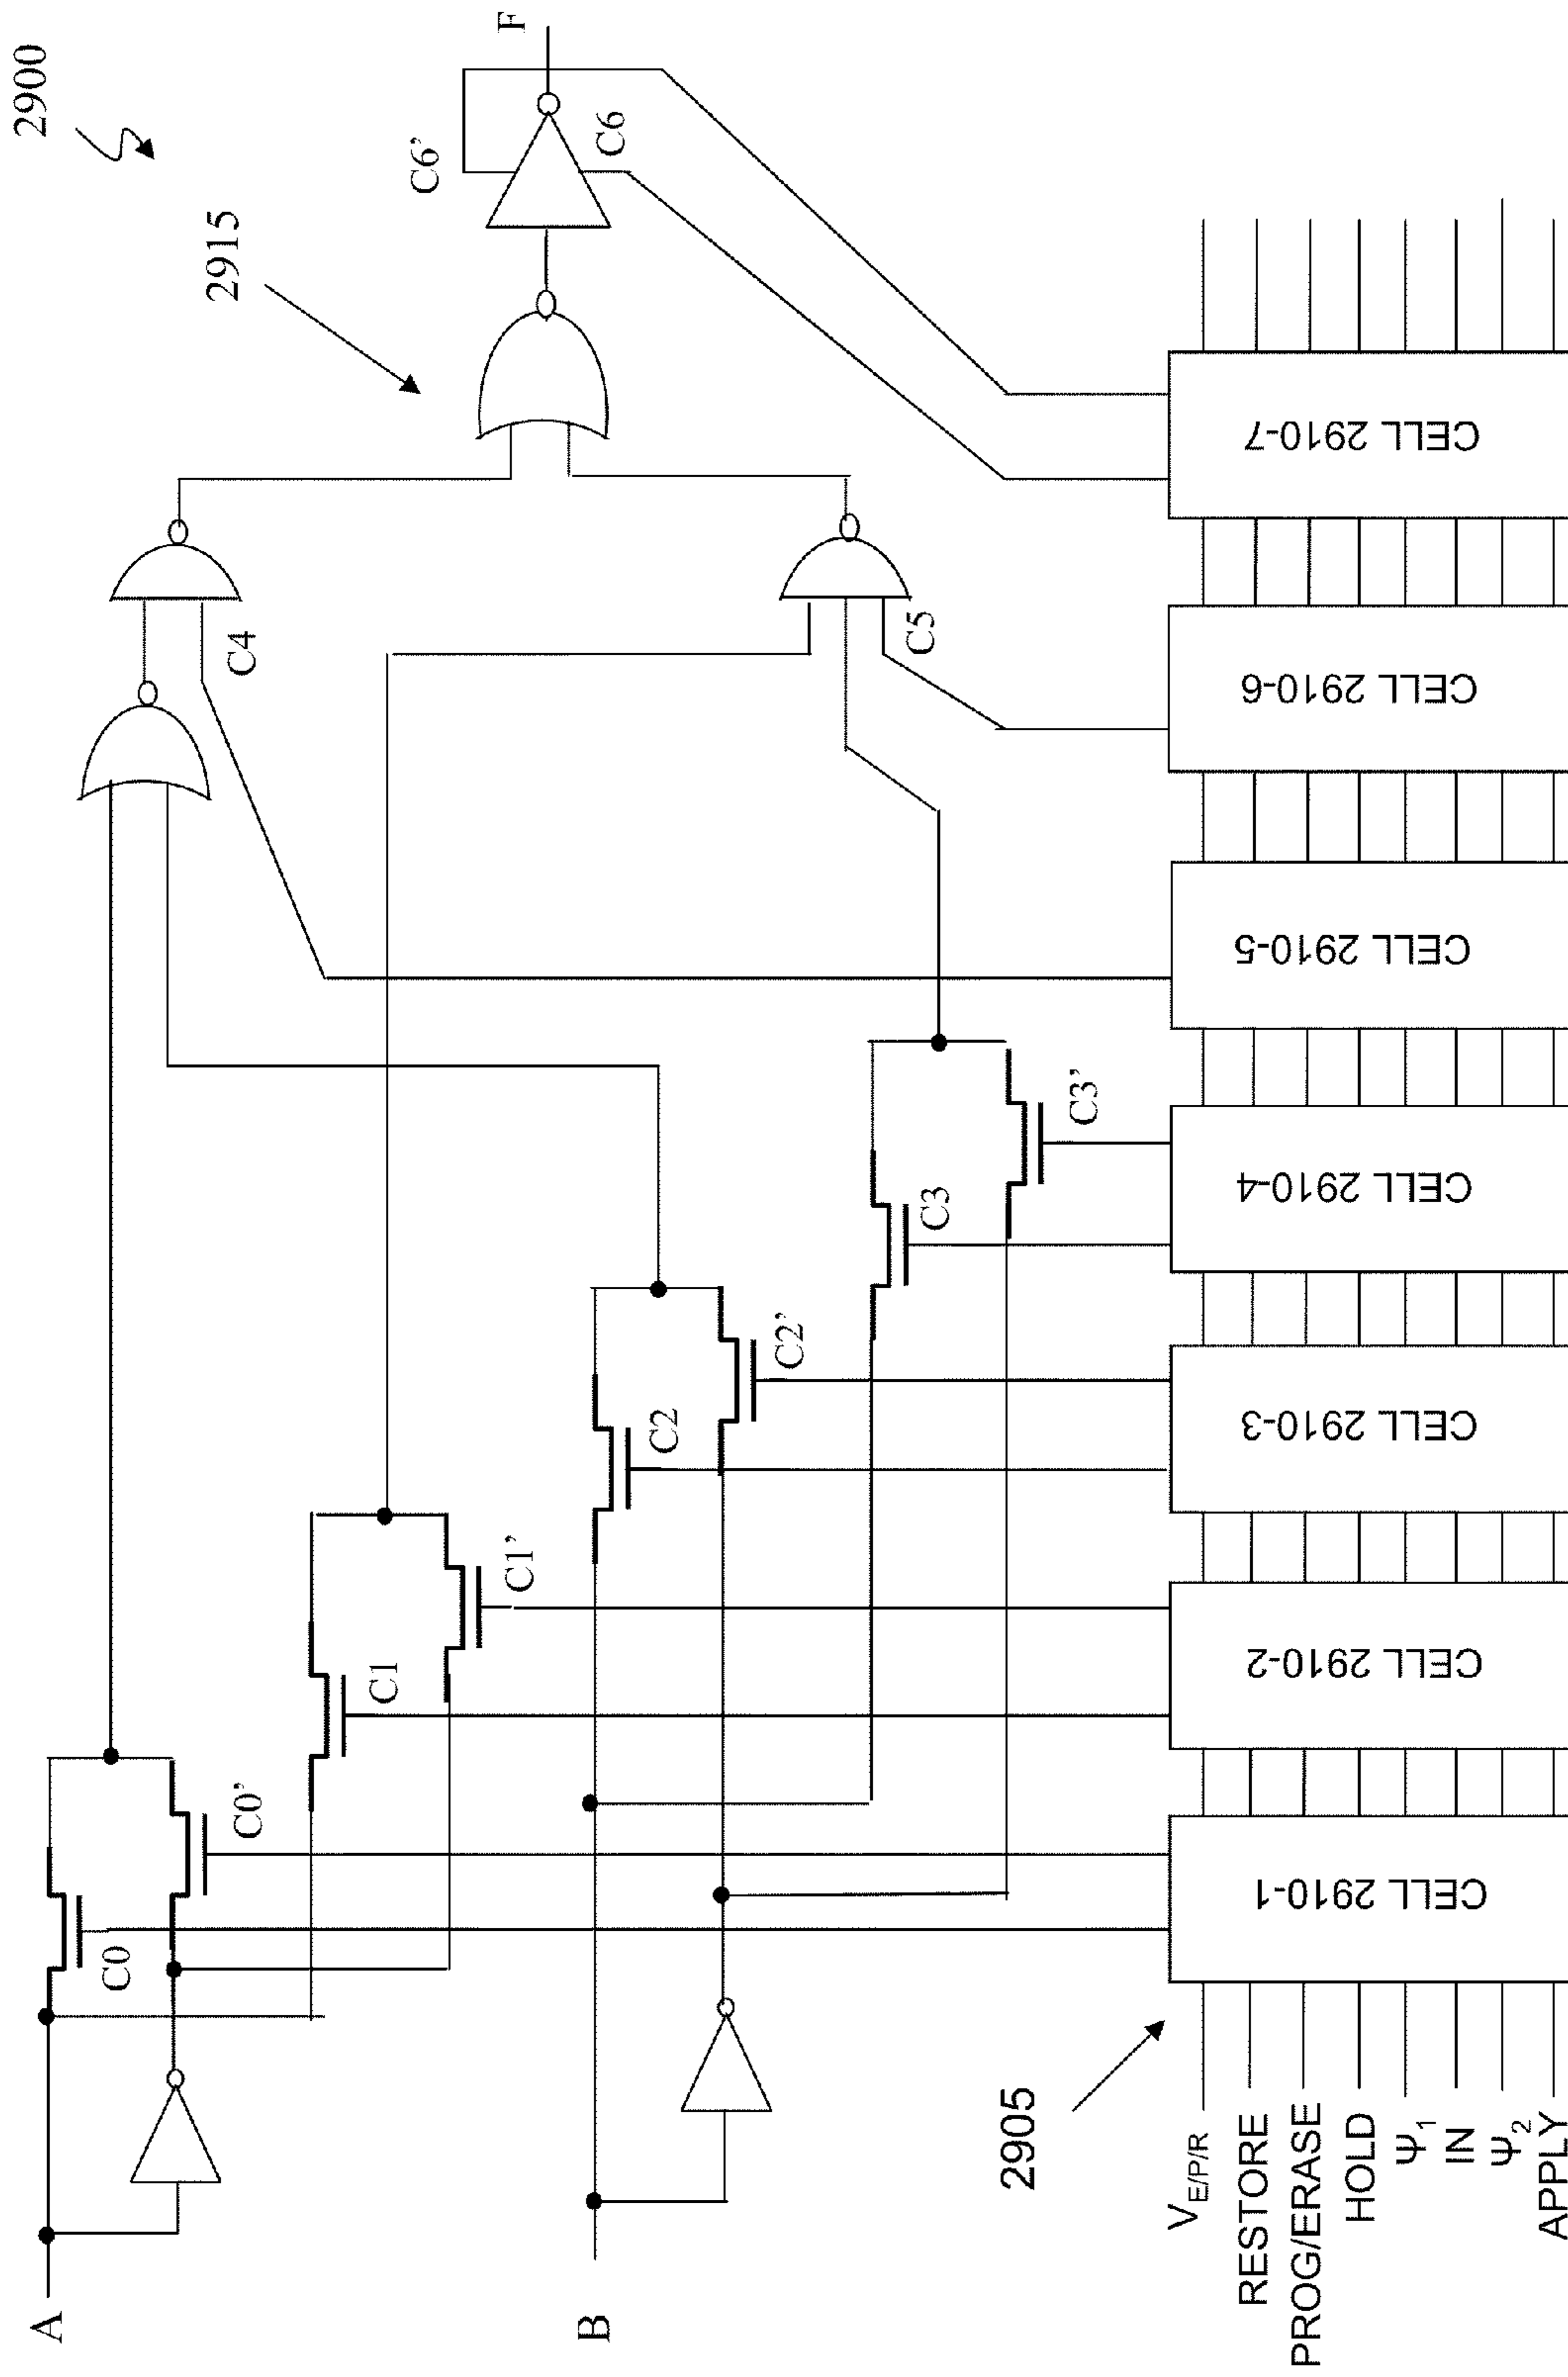 2900
A
B
F
C0
C0’
C1
C1’
C2
C2’
C3
C3’
C4
C5
C6’
C6
2915
2905
V E/P/R
RESTORE
PROG/ERASE
HOLD
Ψ1
IN
Ψ2
APPLY
CELL 2910-1
CELL 2910-2
CELL 2910-3
CELL 2910-4
CELL 2910-5
CELL 2910-6
CELL 2910-7